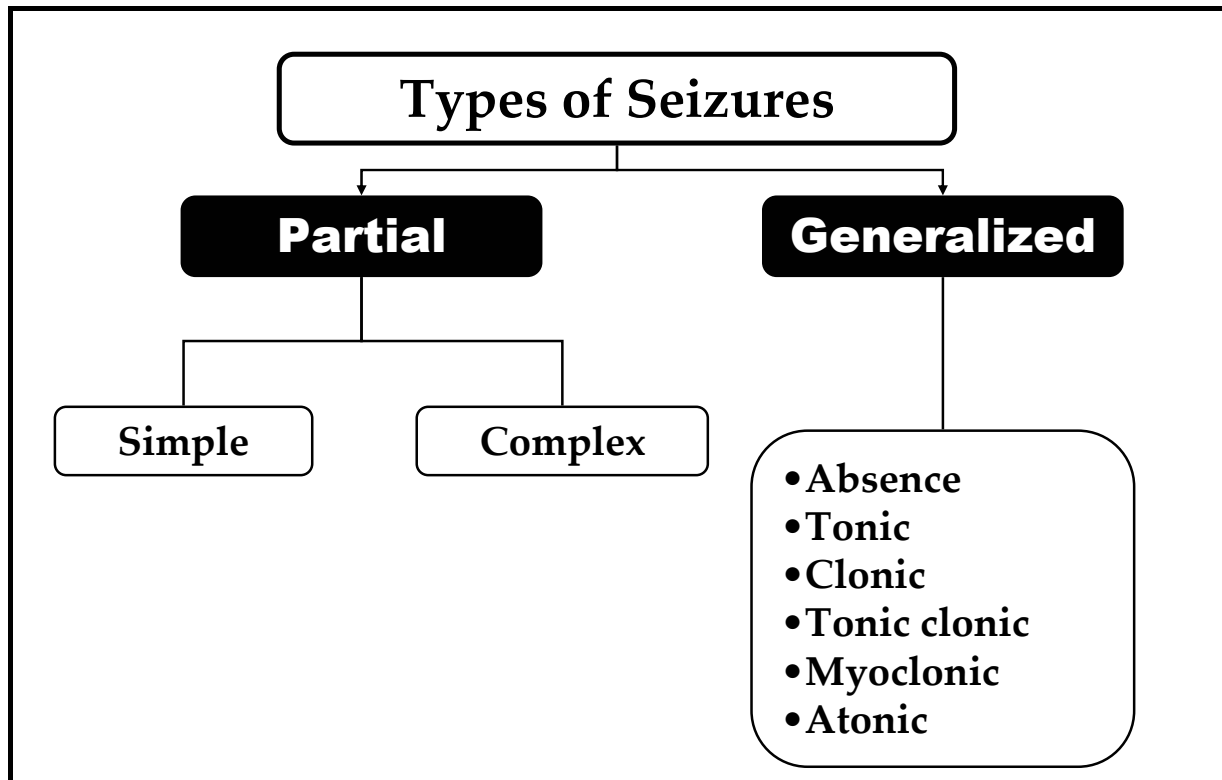 Types of Seizures
Partial
Generalized
Simple
Complex
•Absence
•Tonic
•Clonic
•Tonic clonic
•Myoclonic
•Atonic